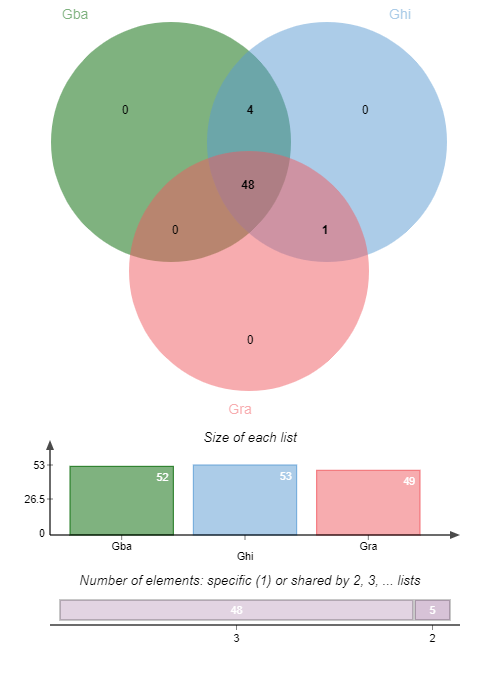 Gba Ghi
0 4 0
48
0 1
0
Gra
Size of each list
53
26.5
0
52 53 49
Gba Ghi Gra
Number of elements: specific (1) or shared by 2, 3, ... lists
48 5
3 2